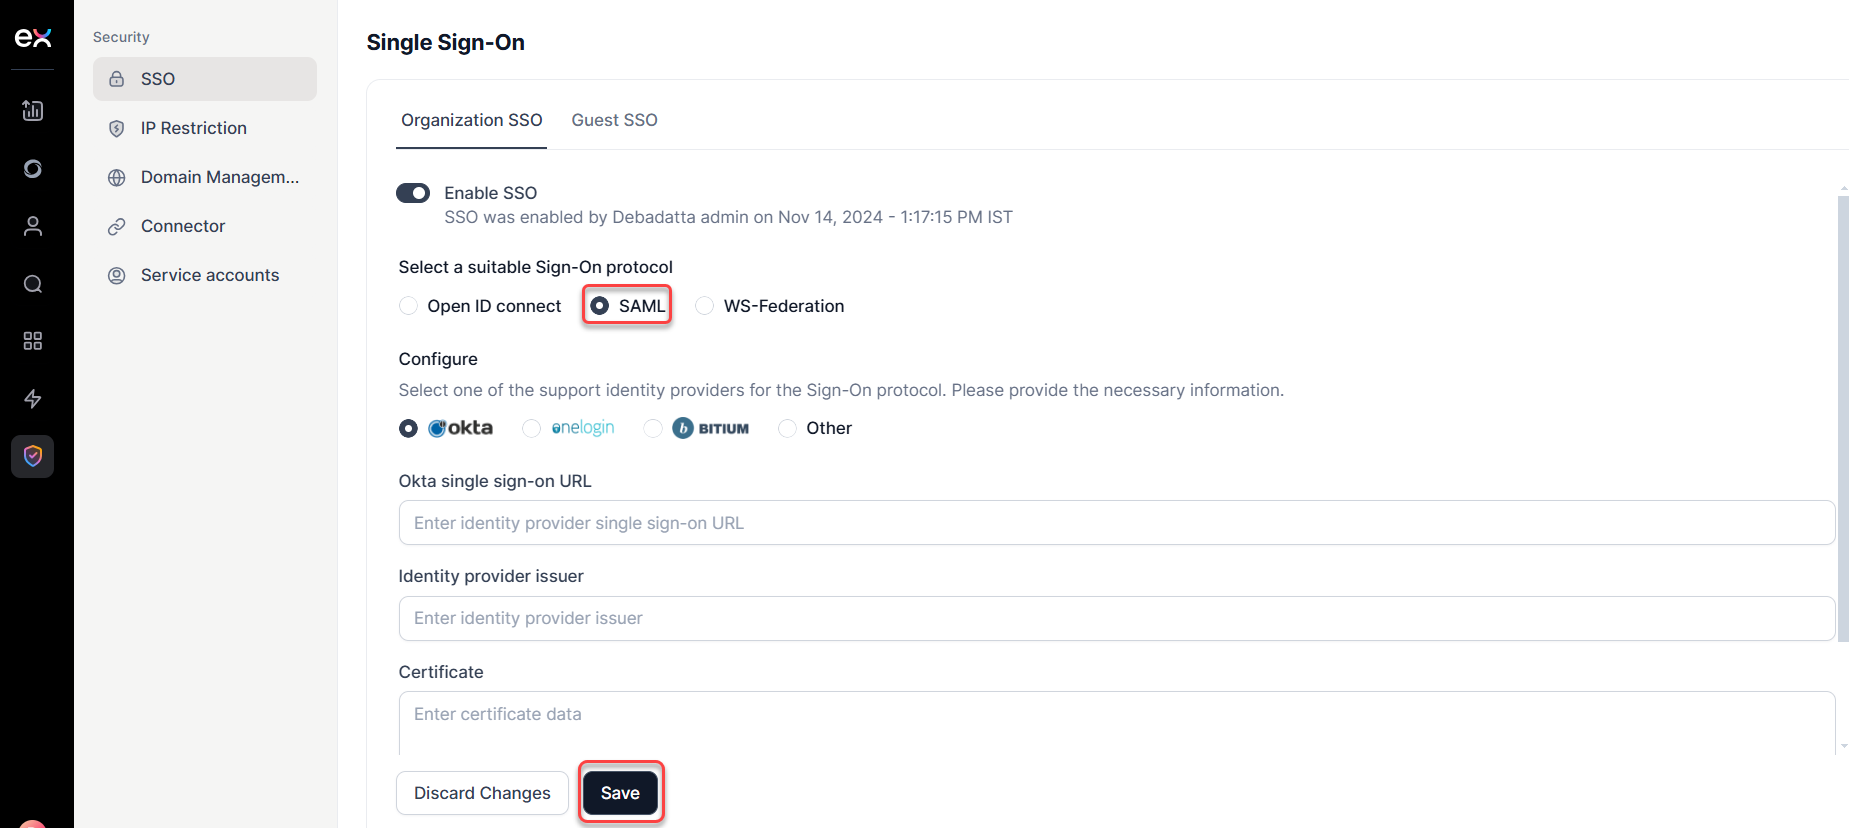 ex
Security
SSO
IP Restriction
Domain Managem...
Connector
Service accounts
Single Sign-On
Organization SSO Guest SSO
Enable SSO
SSO was enabled by Debadatta admin on Nov 14, 2024 - 1:17:15 PM IST
Select a suitable Sign-On protocol
Open ID connect SAML WS-Federation
Configure
Select one of the support identity providers for the Sign-On protocol. Please provide the necessary information.
okta onelogin b BITIUM Other
Okta single sign-on URL
Enter identity provider single sign-on URL
Identity provider issuer
Enter identity provider issuer
Certificate
Enter certificate data
Discard Changes Save